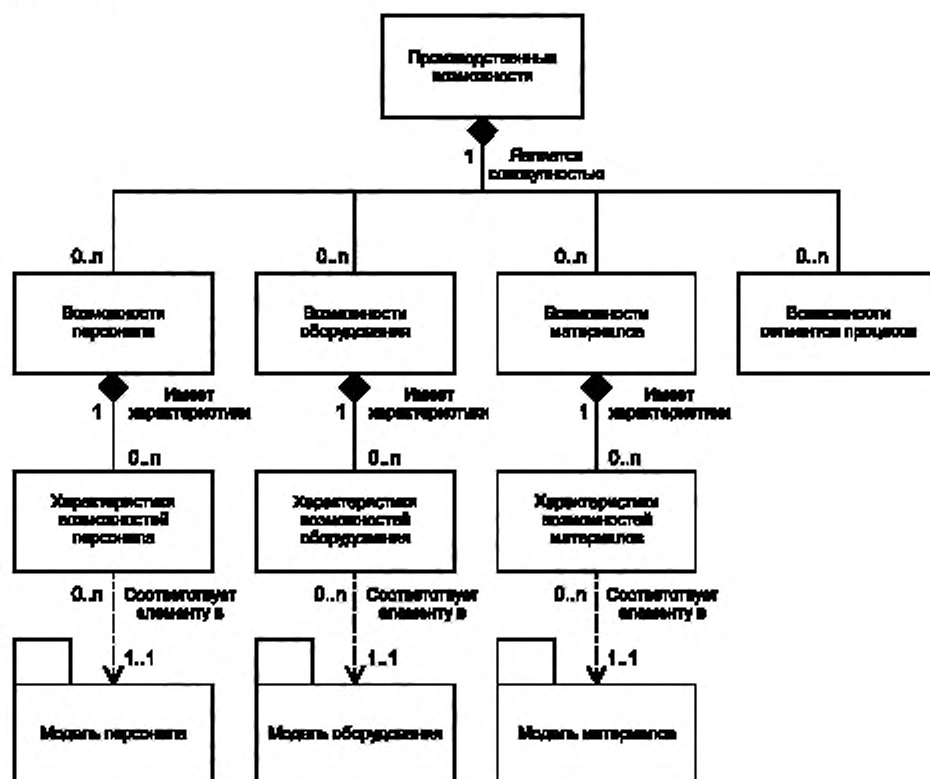 Производственные
возможности
1
Является
совокупностью
0..n
0..n
0..n
0..n
Возможности
персонала
Возможности
оборудования
Возможности
материалов
Возможности
сегментов процесса
1
Имеет
характеристики
1
Имеет
характеристики
1
Имеет
характеристики
0..n
0..n
0..n
Характеристики
возможностей
персонала
Характеристики
возможностей
оборудования
Характеристики
возможностей
материалов
0..n
Соответствует
элементу в
0..n
Соответствует
элементу в
0..n
Соответствует
элементу в
1..1
1..1
1..1
Модель персонала
Модель оборудования
Модель материалов